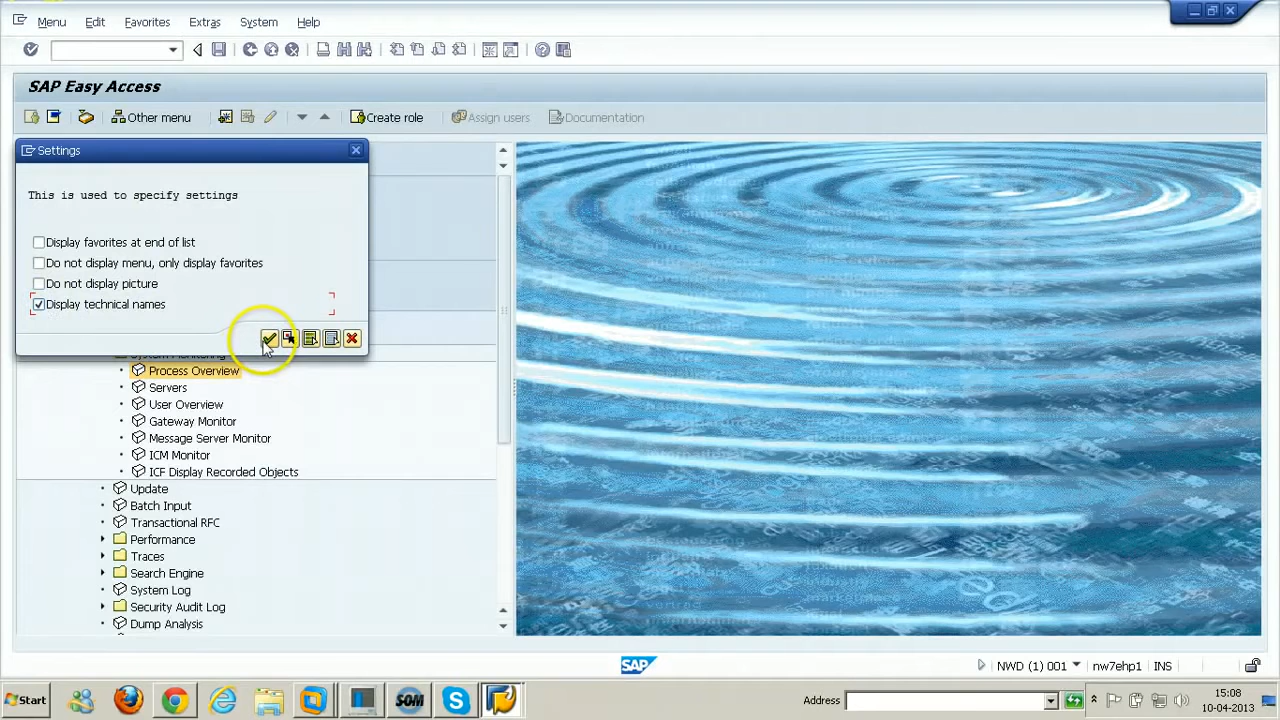 Menu Edit Favorites Extras System Help
SAP Easy Access
Other menu Create role Assign users Documentation
Settings
This is used to specify settings
Display favorites at end of list
Do not display menu, only display favorites
Do not display picture
Display technical names
System Monitoring
Process Overview
Servers
User Overview
Gateway Monitor
Message Server Monitor
ICM Monitor
ICF Display Recorded Objects
Update
Batch Input
Transactional RFC
Performance
Traces
Search Engine
System Log
Security Audit Log
Dump Analysis
SAP NWD (1) 001 nw7ehp1 INS
Start SOM Address 15:08
10-04-2013